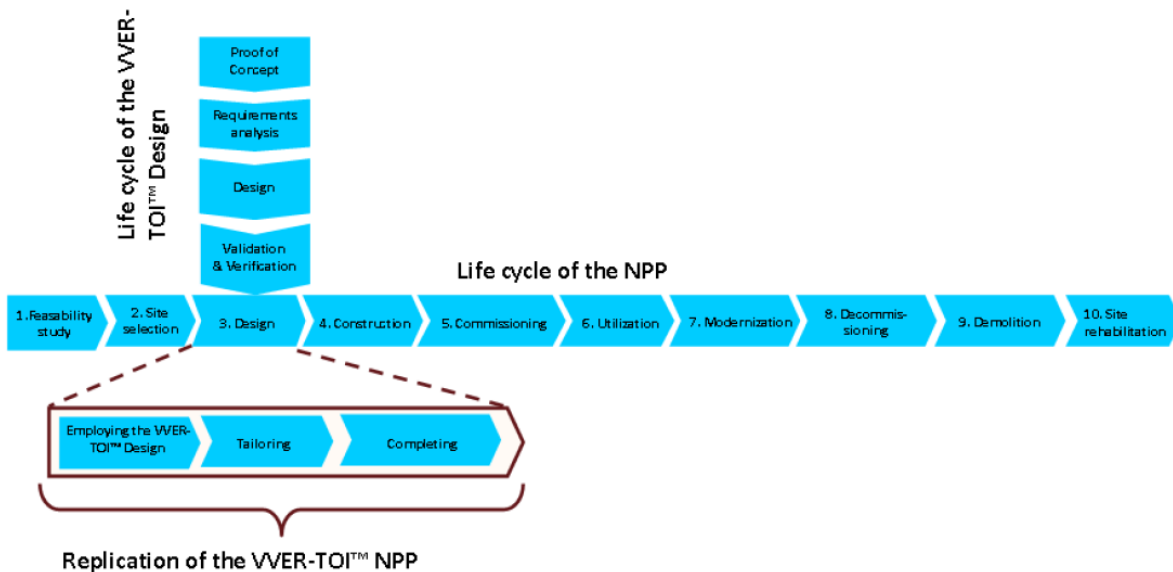 Life cycle of the VVER-
TOI™ Design
Proof of
Concept
Requirements
analysis
Design
Validation
& Verification
Life cycle of the NPP
1. Feasability
study
2. Site
selection
3. Design
4. Construction
5. Commissioning
6. Utilization
7. Modernization
8. Decommis-
sioning
9. Demolition
10. Site
rehabilitation
Employing the VVER-
TOI™ Design
Tailoring
Completing
Replication of the VVER-TOI™ NPP